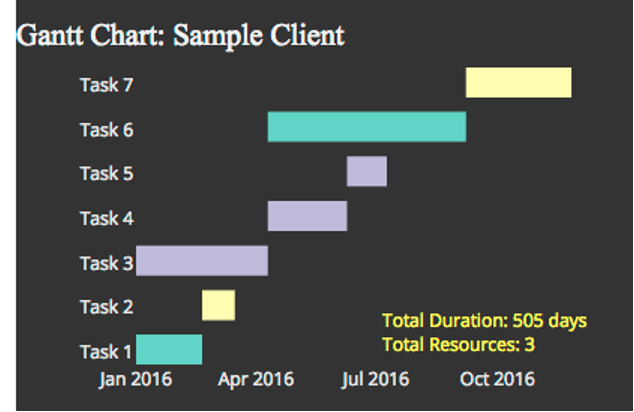 Gantt Chart: Sample Client
Task 7
Task 6
Task 5
Task 4
Task 3
Task 2
Total Duration: 505 days
Total Resources: 3
Task 1
Jan 2016 Apr 2016 Jul 2016 Oct 2016